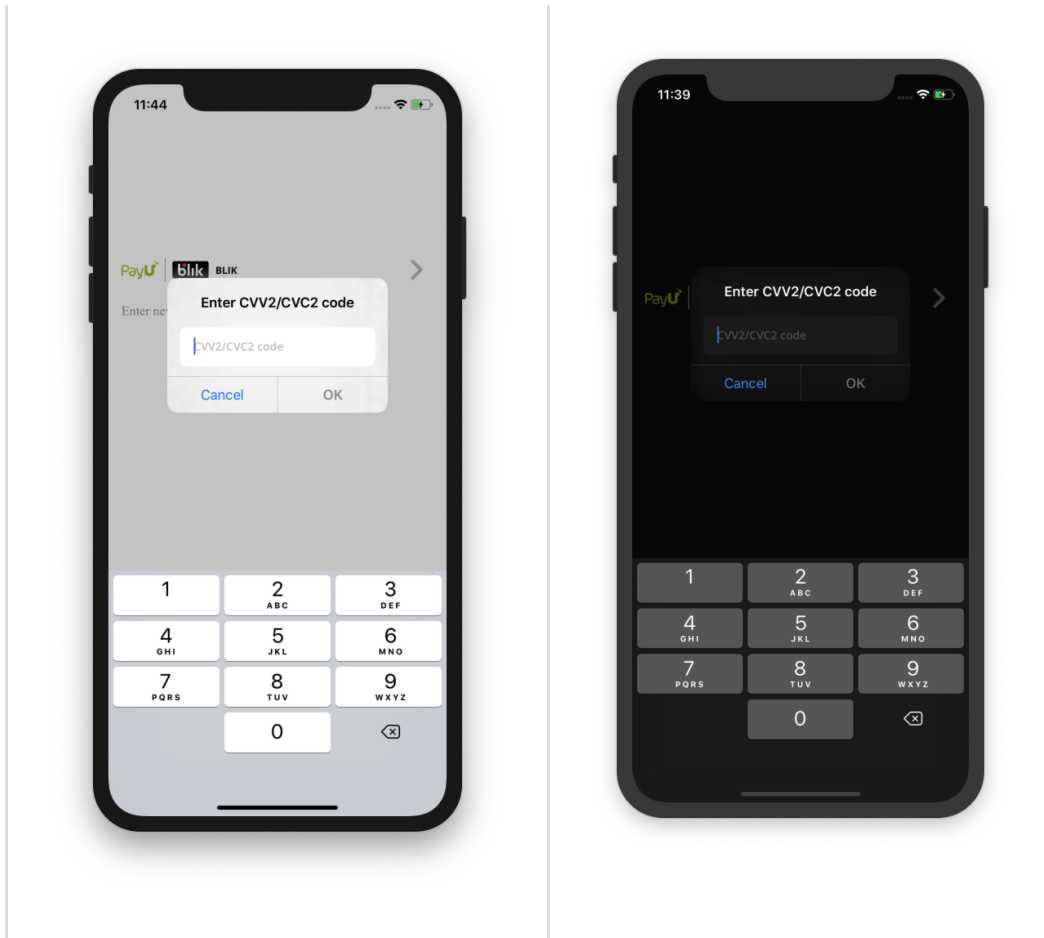 11:44
PayU blik BLIK
Enter CVV2/CVC2 code
Enter ne
CVV2/CVC2 code
Cancel OK
1 2 3
ABC DEF
4 5 6
GHI JKL MNO
7 8 9
PQRS TUV WXYZ
0
11:39
Enter CVV2/CVC2 code
PayU
CVV2/CVC2 code
Cancel OK
1 2 3
ABC DEF
4 5 6
GHI JKL MNO
7 8 9
PQRS TUV WXYZ
0